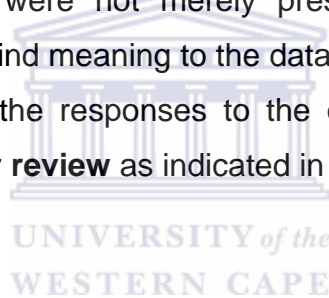 were not merely pres
ind meaning to the data
the responses to the
review as indicated in
UNIVERSITY of the
WESTERN CAPE